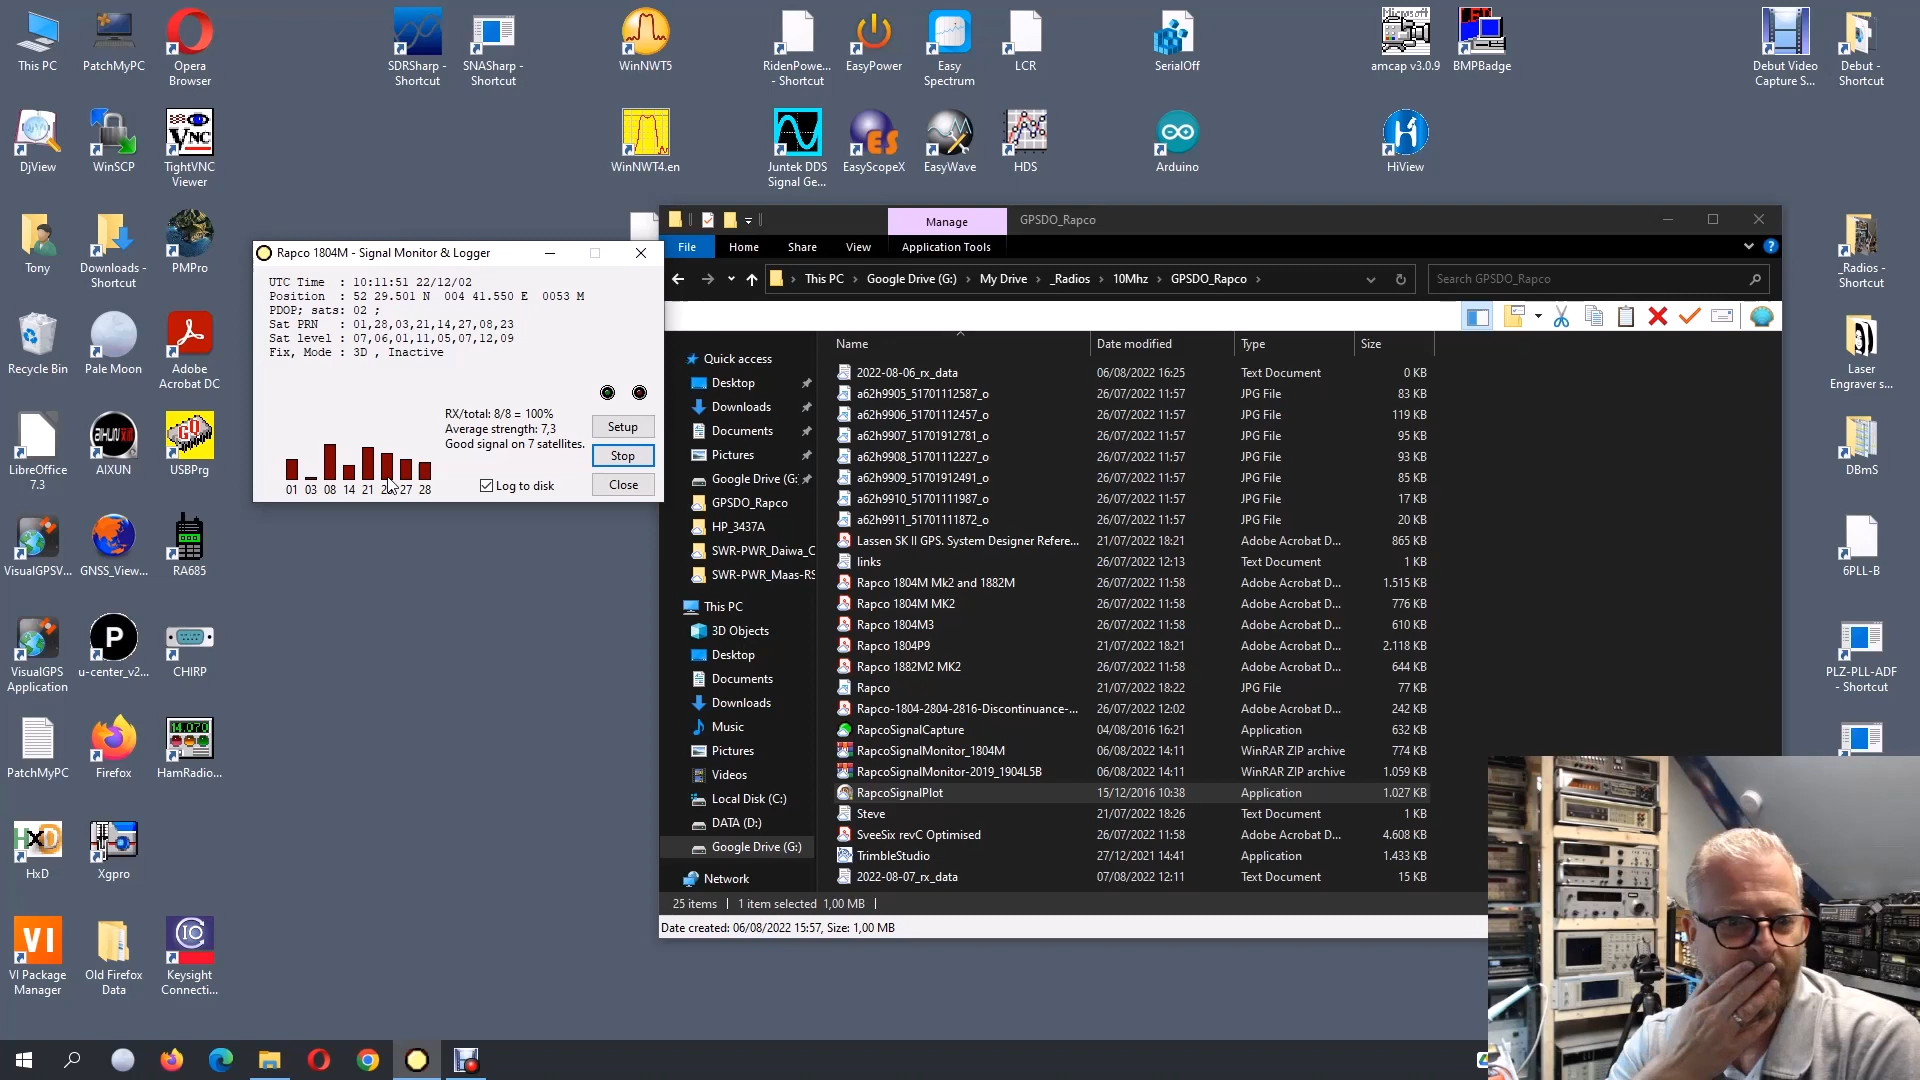 This PC
PatchMyPC
Opera
Browser
SDRSharp -
Shortcut
SNASharp -
Shortcut
WinNWT5
RidenPowe...
- Shortcut
EasyPower
Easy
Spectrum
LCR
SerialOff
amcap v3.0.9
BMPBadge
Debut Video
Capture S...
Debut -
Shortcut
DjView
WinSCP
TightVNC
Viewer
WinNWT4.en
Juntek DDS
Signal Ge...
EasyScopeX
EasyWave
HDS
Arduino
HiView
Tony
Downloads -
Shortcut
PMPro
_Radios -
Shortcut
Recycle Bin
Pale Moon
Adobe
Acrobat DC
Laser
Engraver s...
LibreOffice
7.3
AIXUN
USBPrg
DBmS
VisualGPSV...
GNSS_View...
RA685
6PLL-B
VisualGPS
Application
u-center_v2...
CHIRP
PLZ-PLL-ADF
- Shortcut
PatchMyPC
Firefox
HamRadio...
HxD
Xgpro
VI Package
Manager
Old Firefox
Data
Keysight
Connecti...
Rapco 1804M - Signal Monitor & Logger
UTC Time : 10:11:51 22/12/02
Position : 52 29.501 N 004 41.550 E 0053 M
PDOP; sats: 02 ;
Sat PRN : 01,28,03,21,14,27,08,23
Sat level : 07,06,01,11,05,07,12,09
Fix, Mode : 3D , Inactive
RX/total: 8/8 = 100%
Average strength: 7,3
Good signal on 7 satellites.
Setup
Stop
Close
Log to disk
01 03 08 14 21 27 28
Manage
GPSDO_Rapco
File Home Share View Application Tools
This PC Google Drive (G:) My Drive _Radios 10Mhz GPSDO_Rapco
Search GPSDO_Rapco
Quick access
Desktop
Downloads
Documents
Pictures
Google Drive (G:
GPSDO_Rapco
HP_3437A
SWR-PWR_Daiwa_C
SWR-PWR_Maas-RS
This PC
3D Objects
Desktop
Documents
Downloads
Music
Pictures
Videos
Local Disk (C:)
DATA (D:)
Google Drive (G:)
Network
Name Date modified Type Size
2022-08-06_rx_data 06/08/2022 16:25 Text Document 0 KB
a62h9905_51701112587_o 26/07/2022 11:57 JPG File 83 KB
a62h9906_51701112457_o 26/07/2022 11:57 JPG File 119 KB
a62h9907_51701912781_o 26/07/2022 11:57 JPG File 95 KB
a62h9908_51701112227_o 26/07/2022 11:57 JPG File 93 KB
a62h9909_51701912491_o 26/07/2022 11:57 JPG File 85 KB
a62h9910_51701111987_o 26/07/2022 11:57 JPG File 17 KB
a62h9911_51701111872_o 26/07/2022 11:57 JPG File 20 KB
Lassen SK II GPS. System Designer Refere... 21/07/2022 18:21 Adobe Acrobat D... 865 KB
links 26/07/2022 12:13 Text Document 1 KB
Rapco 1804M Mk2 and 1882M 26/07/2022 11:58 Adobe Acrobat D... 1.515 KB
Rapco 1804M MK2 26/07/2022 11:58 Adobe Acrobat D... 776 KB
Rapco 1804M3 26/07/2022 11:58 Adobe Acrobat D... 610 KB
Rapco 1804P9 21/07/2022 18:21 Adobe Acrobat D... 2.118 KB
Rapco 1882M2 MK2 26/07/2022 11:58 Adobe Acrobat D... 644 KB
Rapco 21/07/2022 18:22 JPG File 77 KB
Rapco-1804-2804-2816-Discontinuance-... 26/07/2022 12:02 Adobe Acrobat D... 242 KB
RapcoSignalCapture 04/08/2016 16:21 Application 632 KB
RapcoSignalMonitor_1804M 06/08/2022 14:11 WinRAR ZIP archive 774 KB
RapcoSignalMonitor-2019_1904L5B 06/08/2022 14:11 WinRAR ZIP archive 1.059 KB
RapcoSignalPlot 15/12/2016 10:38 Application 1.027 KB
Steve 21/07/2022 18:26 Text Document 1 KB
SveeSix revC Optimised 26/07/2022 11:58 Adobe Acrobat D... 4.608 KB
TrimbleStudio 27/12/2021 14:41 Application 1.433 KB
2022-08-07_rx_data 07/08/2022 12:11 Text Document 15 KB
25 items 1 item selected 1,00 MB
Date created: 06/08/2022 15:57, Size: 1,00 MB